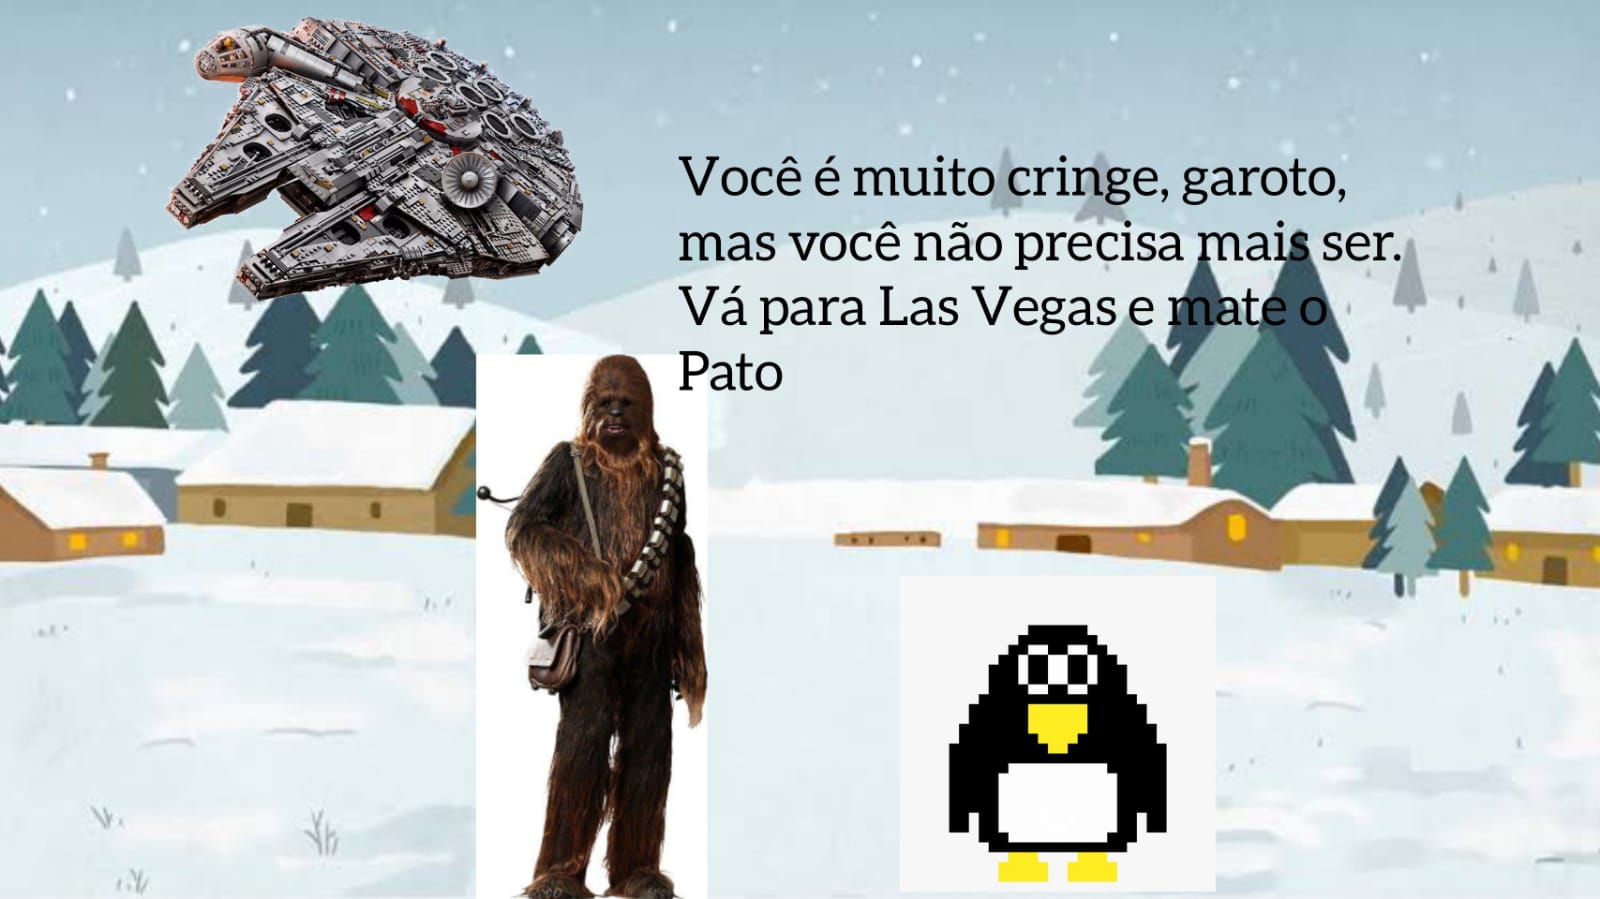 Você é muito cringe, garoto,
mas você não precisa mais ser.
Vá para Las Vegas e mate o
Pato